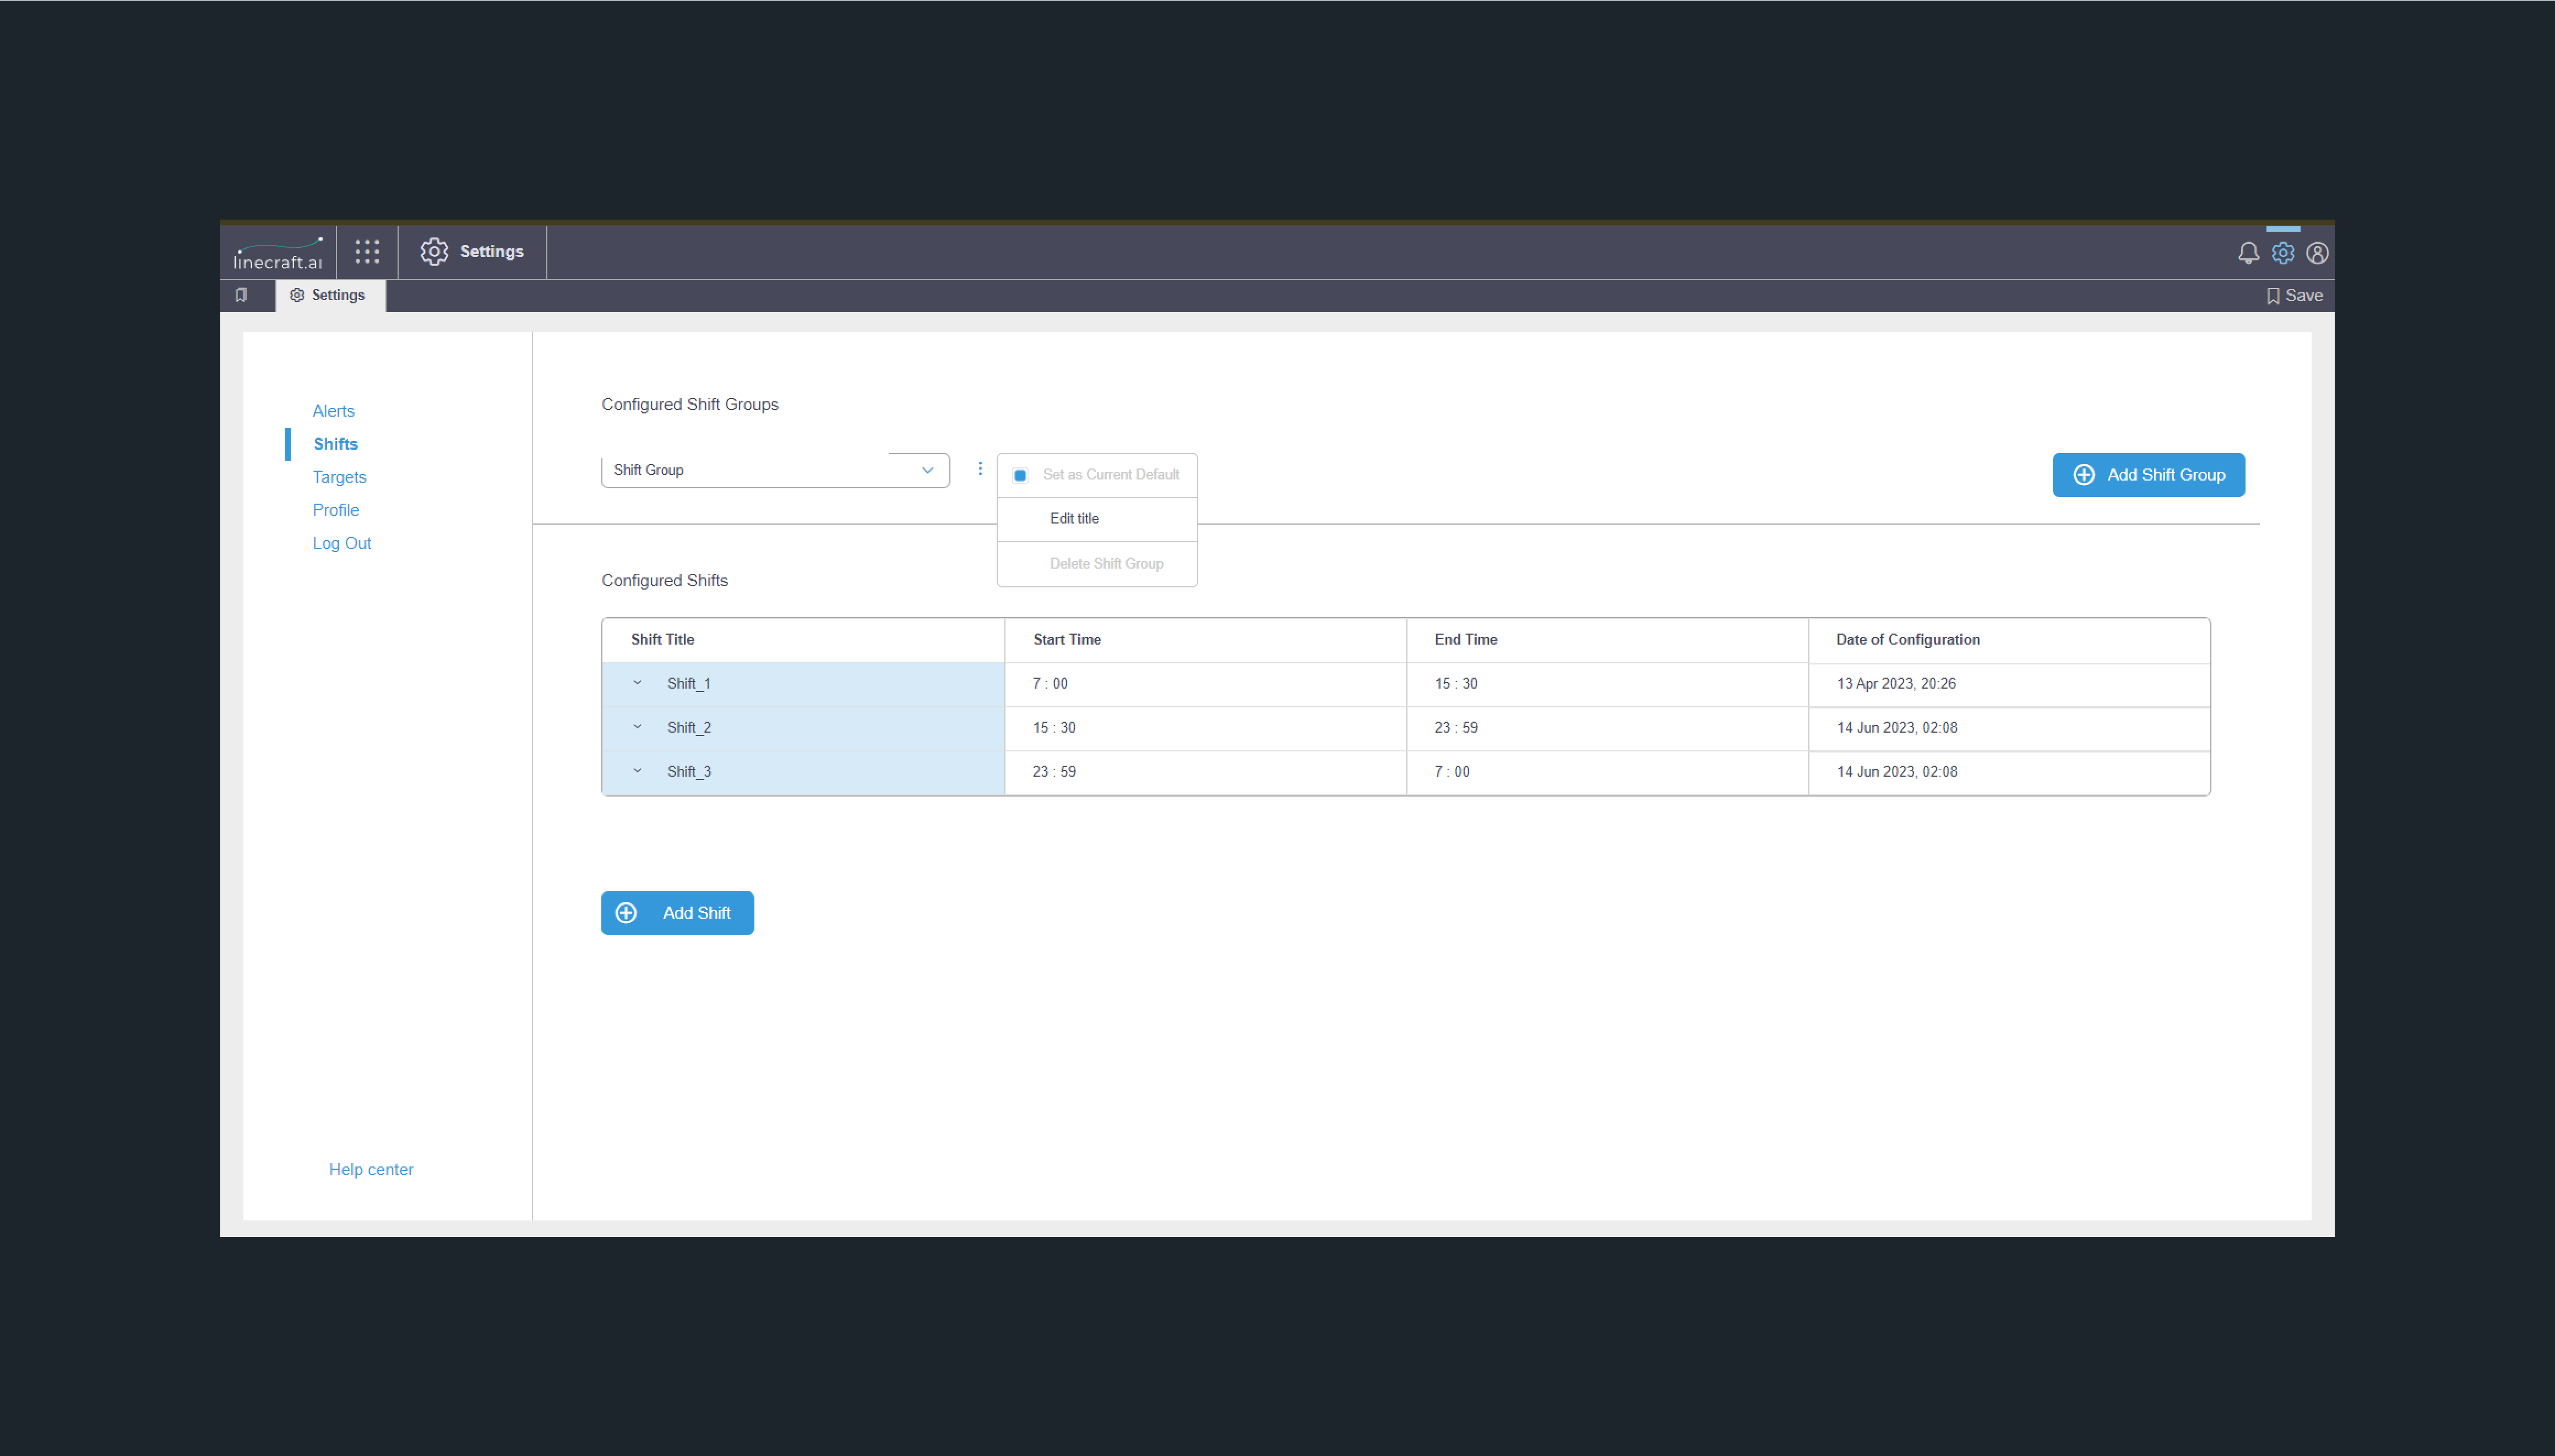 linecraft.ai
Settings
Settings
Save
Alerts
Shifts
Targets
Profile
Log Out
Help center
Configured Shift Groups
Shift Group
Set as Current Default
Edit title
Delete Shift Group
Add Shift Group
Configured Shifts
Shift Title Start Time End Time Date of Configuration
Shift_1 7 : 00 15 : 30 13 Apr 2023, 20:26
Shift_2 15 : 30 23 : 59 14 Jun 2023, 02:08
Shift_3 23 : 59 7 : 00 14 Jun 2023, 02:08
Add Shift